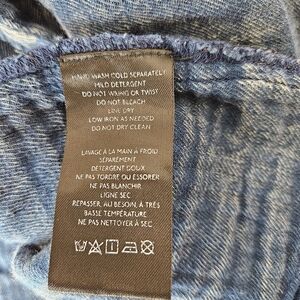 HAND WASH COLD SEPARATELY
MILD DETERGENT
DO NOT WRING OR TWIST
DO NOT BLEACH
LINE DRY
LOW IRON AS NEEDED
DO NOT DRY CLEAN
LAVAGE À LA MAIN À FROID
SÉPARÉMENT
DETERGENT DOUX
NE PAS TORDRE OU ESSORER
NE PAS BLANCHIR
LIGNE SEC
REPASSER, AU BESOIN, À TRÈS
BASSE TEMPÉRATURE
NE PAS NETTOYER À SEC